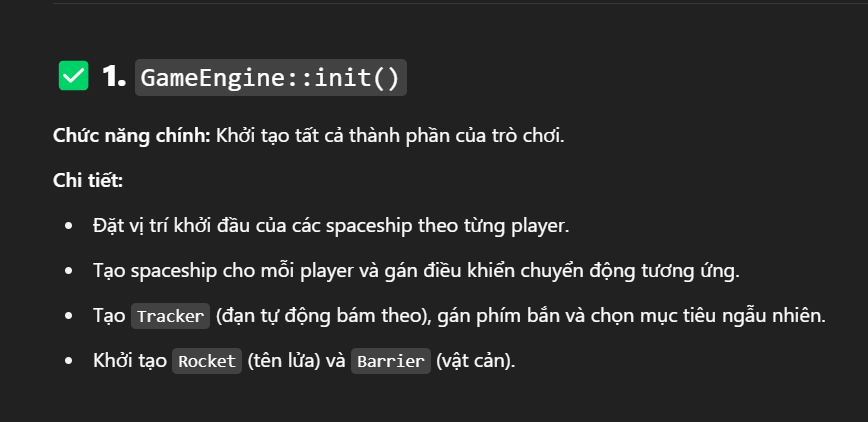 ✅ 1. GameEngine::init()
Chức năng chính: Khởi tạo tất cả thành phần của trò chơi.
Chi tiết:
• Đặt vị trí khởi đầu của các spaceship theo từng player.
• Tạo spaceship cho mỗi player và gán điều khiển chuyển động tương ứng.
• Tạo Tracker (đạn tự động bám theo), gán phím bắn và chọn mục tiêu ngẫu nhiên.
• Khởi tạo Rocket (tên lửa) và Barrier (vật cản).